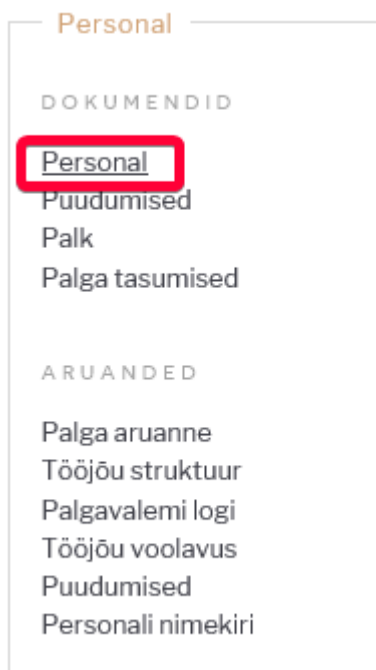 Personal
DOKUMENDID
Personal
Puudumised
Palk
Palga tasumised
ARUANDED
Palga aruanne
Tööjõu struktuur
Palgavalemi logi
Tööjõu voolavus
Puudumised
Personali nimekiri